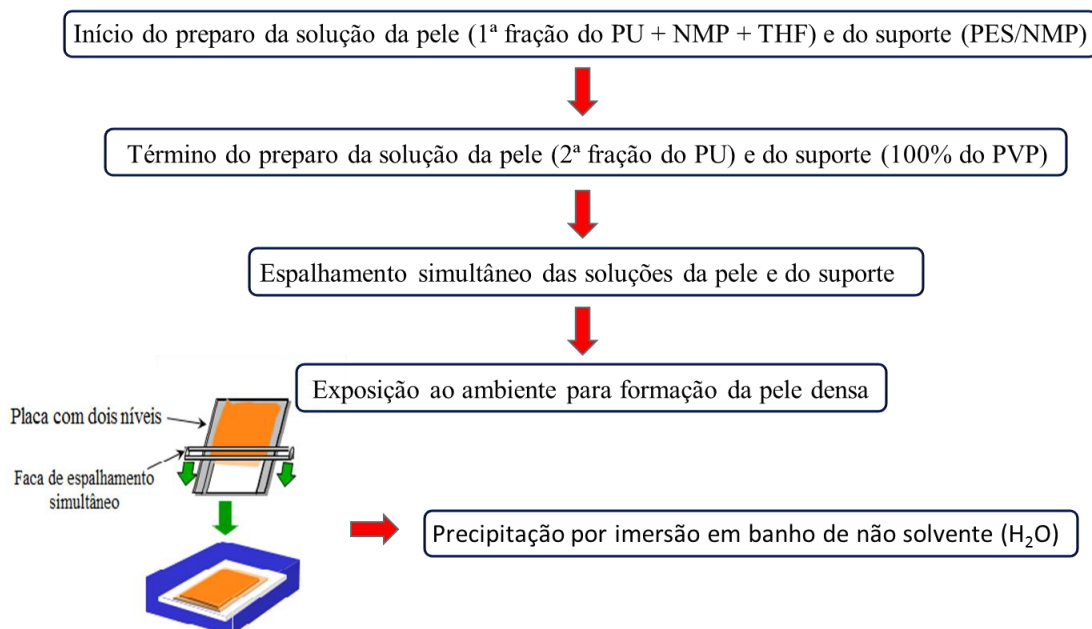 Início do preparo da solução da pele (1ª fração do PU + NMP + THF) e do suporte (PES/NMP)
Término do preparo da solução da pele (2ª fração do PU) e do suporte (100% do PVP)
Espalhamento simultâneo das soluções da pele e do suporte
Exposição ao ambiente para formação da pele densa
Placa com dois níveis
Faca de espalhamento
simultâneo
Precipitação por imersão em banho de não solvente (H₂O)